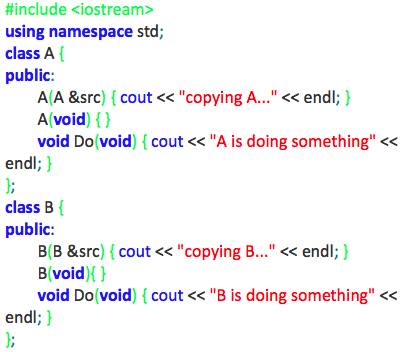 #include <iostream>
using namespace std;
class A {
public:
A(A &src) { cout << "copying A..." << endl; }
A(void) { }
void Do(void) { cout << "A is doing something" <<
endl; }
};
class B {
public:
B(B &src) { cout << "copying B..." << endl; }
B(void){ }
void Do(void) { cout << "B is doing something" <<
endl; }
};